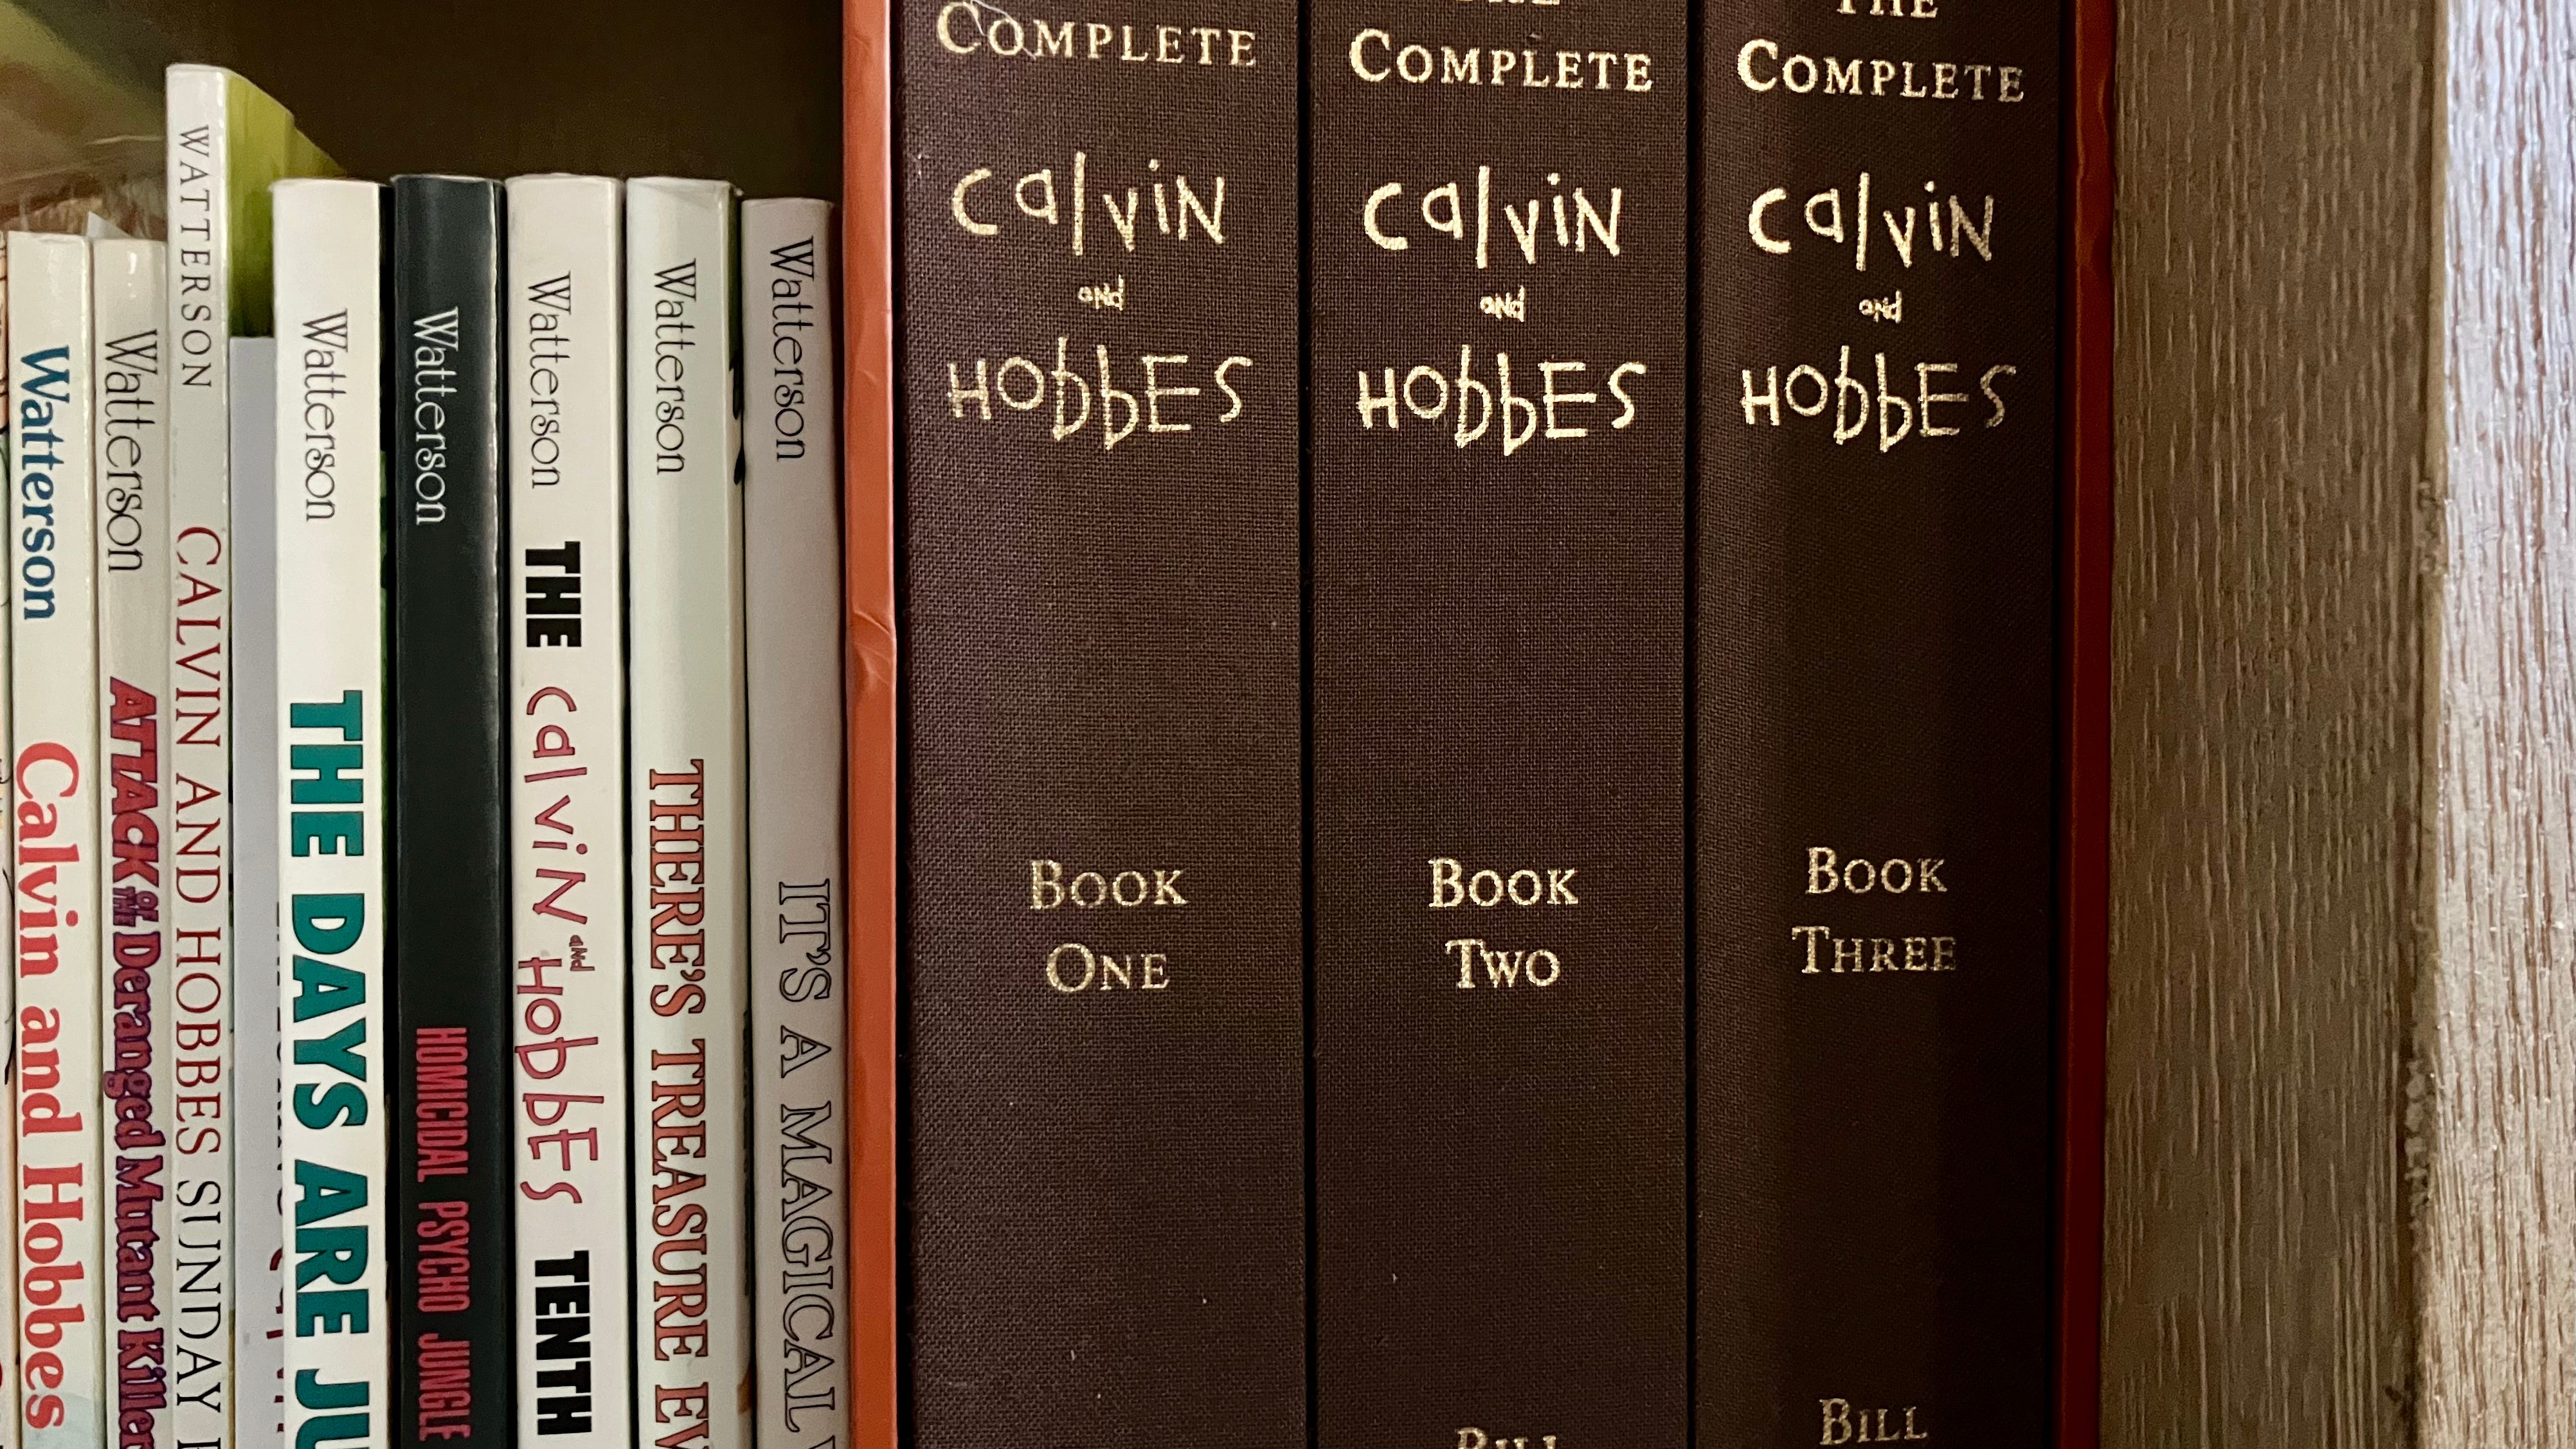 Watterson Calvin and Hobbes
Watterson ATTACK OF THE Deranged Mutant Killer
WATTERSON CALVIN AND HOBBES SUNDAY
Watterson THE DAYS ARE JU
Watterson HOMICIDAL PSYCHO JUNGLE
Watterson THE CalviN and HobbEs TENTH
Watterson THERE'S TREASURE EV
Watterson IT'S A MAGICAL
COMPLETE
CalviN
and
HobbEs
BOOK
ONE
COMPLETE
CalviN
and
HobbEs
BOOK
TWO
BILL
THE
COMPLETE
CalviN
and
HobbEs
BOOK
THREE
BILL